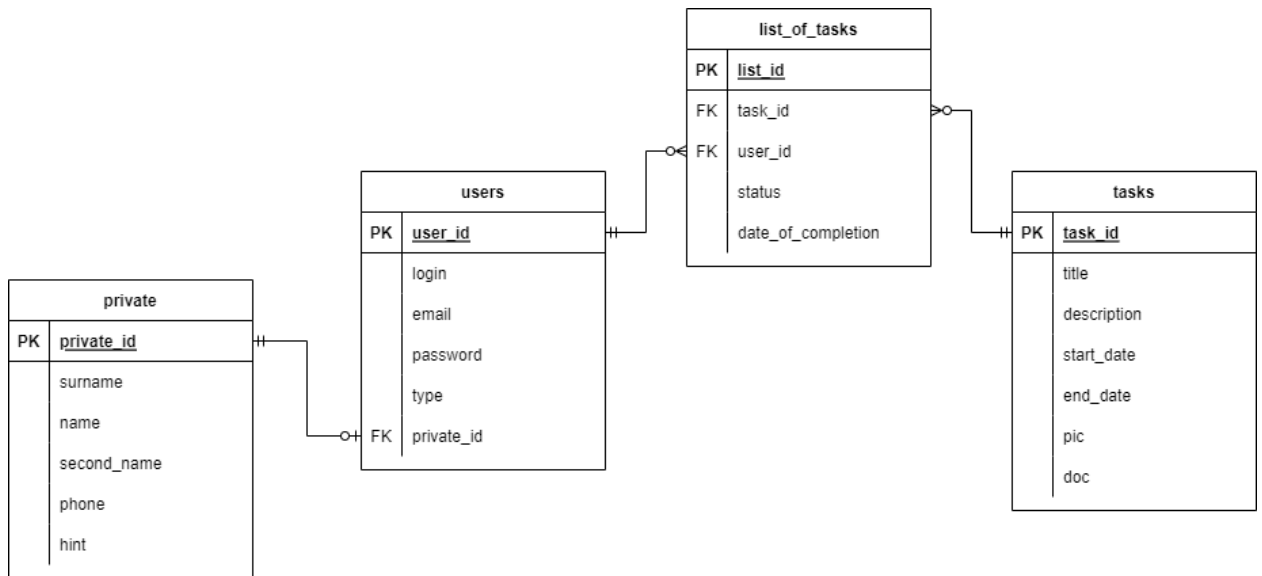 list_of_tasks
PK list_id
FK task_id
FK user_id
status
date_of_completion
users
PK user_id
login
email
password
type
FK private_id
tasks
PK task_id
title
description
start_date
end_date
pic
doc
private
PK private_id
surname
name
second_name
phone
hint